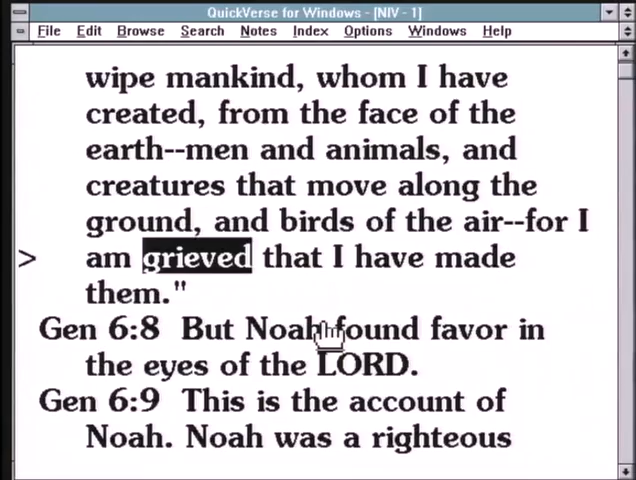 QuickVerse for Windows - [NIV - 1]
File Edit Browse Search Notes Index Options Windows Help
wipe mankind, whom I have
created, from the face of the
earth--men and animals, and
creatures that move along the
ground, and birds of the air--for I
> am grieved that I have made
them."
Gen 6:8 But Noah found favor in
the eyes of the LORD.
Gen 6:9 This is the account of
Noah. Noah was a righteous